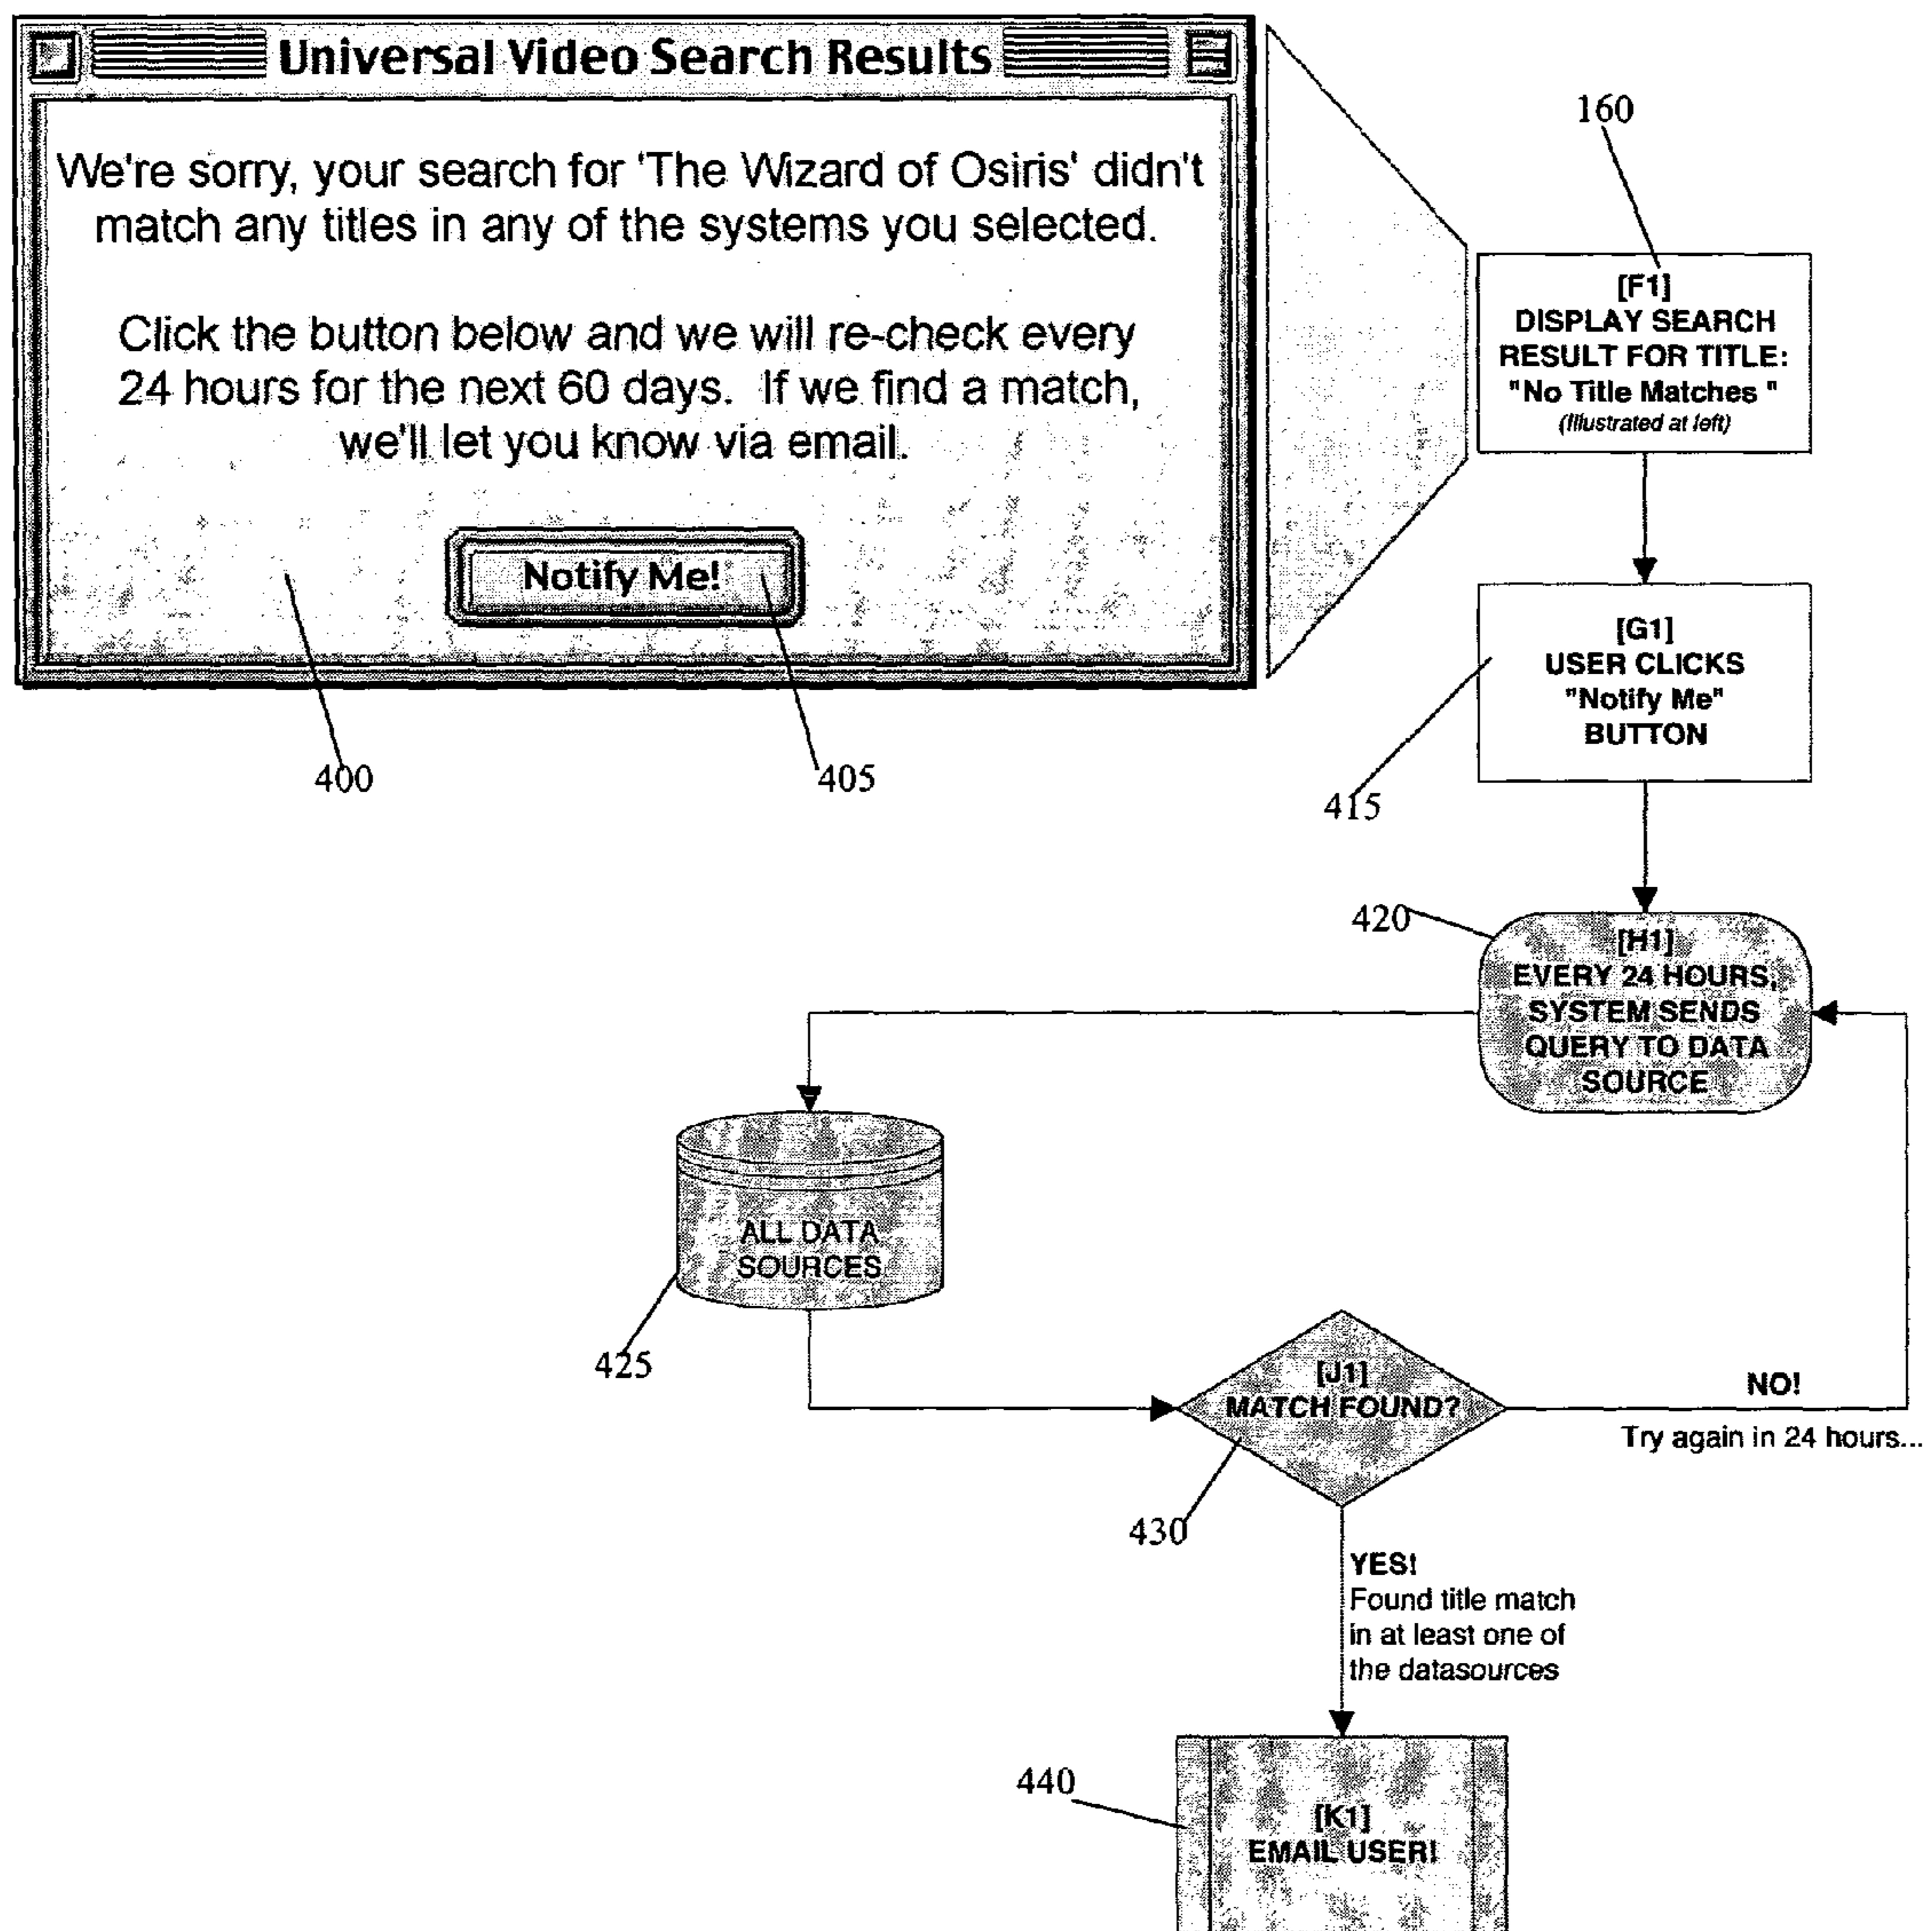 Universal Video Search Results
We're sorry, your search for 'The Wizard of Osiris' didn't
match any titles in any of the systems you selected.
Click the button below and we will re-check every
24 hours for the next 60 days. If we find a match,
we'll let you know via email.
Notify Me!
400
405
160
[F1]
DISPLAY SEARCH
RESULT FOR TITLE:
"No Title Matches "
(Illustrated at left)
[G1]
USER CLICKS
"Notify Me"
BUTTON
415
420
[H1]
EVERY 24 HOURS,
SYSTEM SENDS
QUERY TO DATA
SOURCE
ALL DATA
SOURCES
425
[J1]
MATCH FOUND?
430
NO!
Try again in 24 hours...
YES!
Found title match
in at least one of
the datasources
440
[K1]
EMAIL USER!